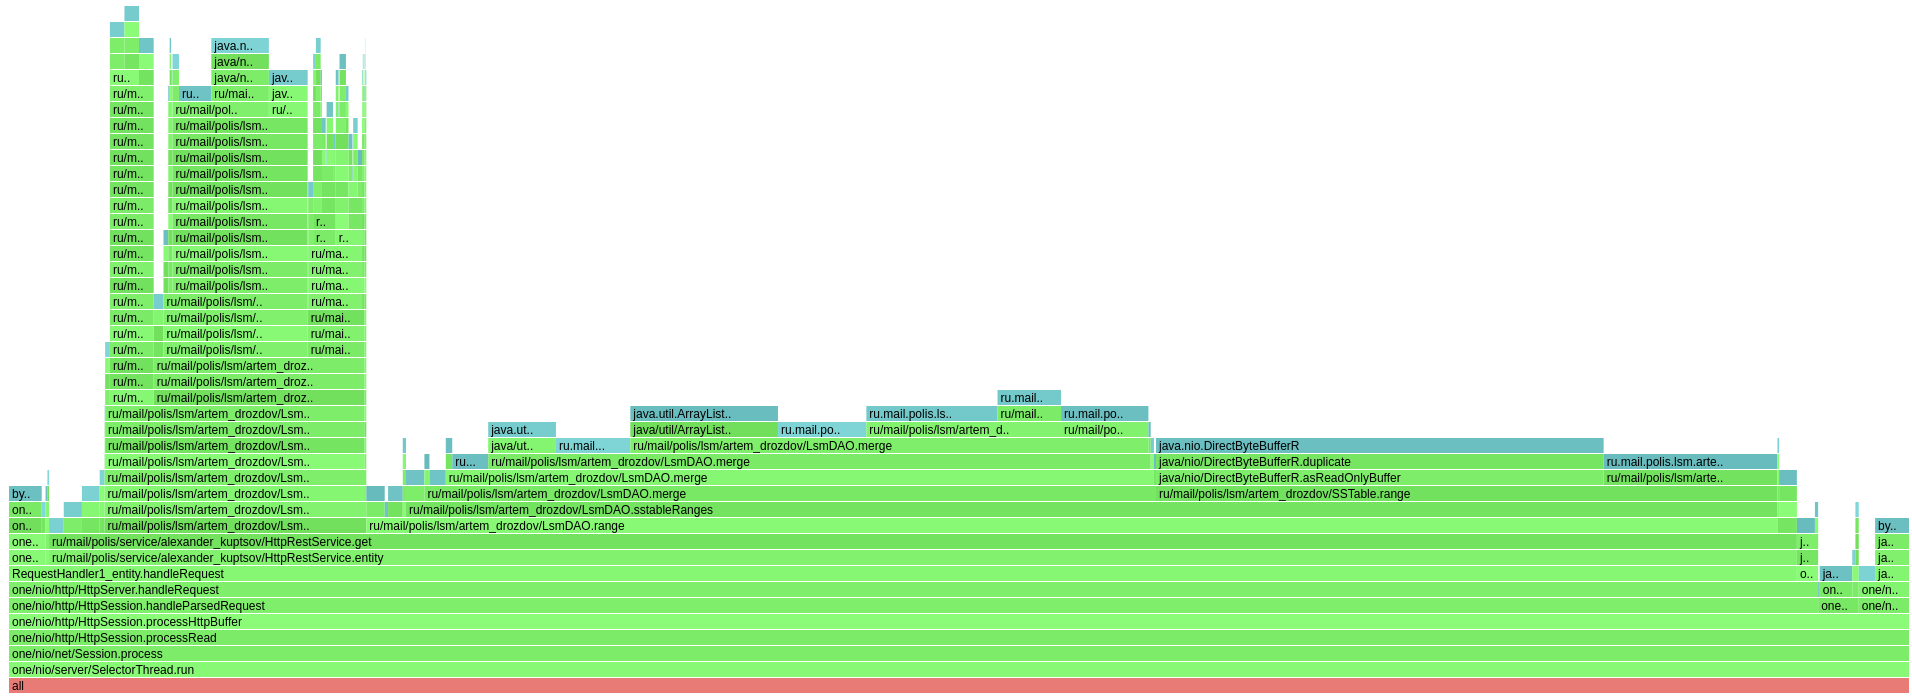 java.n..
java/n..
ru.. java/n.. jav..
ru/m.. ru.. ru/mai.. jav..
ru/m.. ru/mail/pol.. ru/..
ru/m.. ru/mail/polis/lsm..
ru/m.. ru/mail/polis/lsm..
ru/m.. ru/mail/polis/lsm..
ru/m.. ru/mail/polis/lsm..
ru/m.. ru/mail/polis/lsm..
ru/m.. ru/mail/polis/lsm..
ru/m.. ru/mail/polis/lsm.. r..
ru/m.. ru/mail/polis/lsm.. r.. r..
ru/m.. ru/mail/polis/lsm.. ru/ma..
ru/m.. ru/mail/polis/lsm.. ru/ma..
ru/m.. ru/mail/polis/lsm.. ru/ma..
ru/m.. ru/mail/polis/lsm/.. ru/ma..
ru/m.. ru/mail/polis/lsm/.. ru/mai..
ru/m.. ru/mail/polis/lsm/.. ru/mai..
ru/m.. ru/mail/polis/lsm/.. ru/mai..
ru/m.. ru/mail/polis/lsm/artem_droz..
ru/m.. ru/mail/polis/lsm/artem_droz..
ru/m.. ru/mail/polis/lsm/artem_droz.. ru.mail..
ru/mail/polis/lsm/artem_drozdov/Lsm.. java.util.ArrayList.. ru.mail.polis.ls.. ru/mail.. ru.mail.po..
ru/mail/polis/lsm/artem_drozdov/Lsm.. java.ut.. java/util/ArrayList.. ru.mail.po.. ru/mail/polis/lsm/artem_d.. ru/mail/po..
ru/mail/polis/lsm/artem_drozdov/Lsm.. java/ut.. ru.mail... ru/mail/polis/lsm/artem_drozdov/LsmDAO.merge java.nio.DirectByteBufferR
ru/mail/polis/lsm/artem_drozdov/Lsm.. ru... ru/mail/polis/lsm/artem_drozdov/LsmDAO.merge java/nio/DirectByteBufferR.duplicate ru.mail.polis.lsm.arte..
ru/mail/polis/lsm/artem_drozdov/Lsm.. ru/mail/polis/lsm/artem_drozdov/LsmDAO.merge java/nio/DirectByteBufferR.asReadOnlyBuffer ru/mail/polis/lsm/arte..
by.. ru/mail/polis/lsm/artem_drozdov/Lsm.. ru/mail/polis/lsm/artem_drozdov/LsmDAO.merge ru/mail/polis/lsm/artem_drozdov/SSTable.range
on.. ru/mail/polis/lsm/artem_drozdov/Lsm.. ru/mail/polis/lsm/artem_drozdov/LsmDAO.sstableRanges
on.. ru/mail/polis/lsm/artem_drozdov/Lsm.. ru/mail/polis/lsm/artem_drozdov/LsmDAO.range by..
one.. ru/mail/polis/service/alexander_kuptsov/HttpRestService.get j.. ja..
one.. ru/mail/polis/service/alexander_kuptsov/HttpRestService.entity j.. ja..
RequestHandler1_entity.handleRequest o.. ja.. ja..
one/nio/http/HttpServer.handleRequest on.. one/n..
one/nio/http/HttpSession.handleParsedRequest one.. one/n..
one/nio/http/HttpSession.processHttpBuffer
one/nio/http/HttpSession.processRead
one/nio/net/Session.process
one/nio/server/SelectorThread.run
all